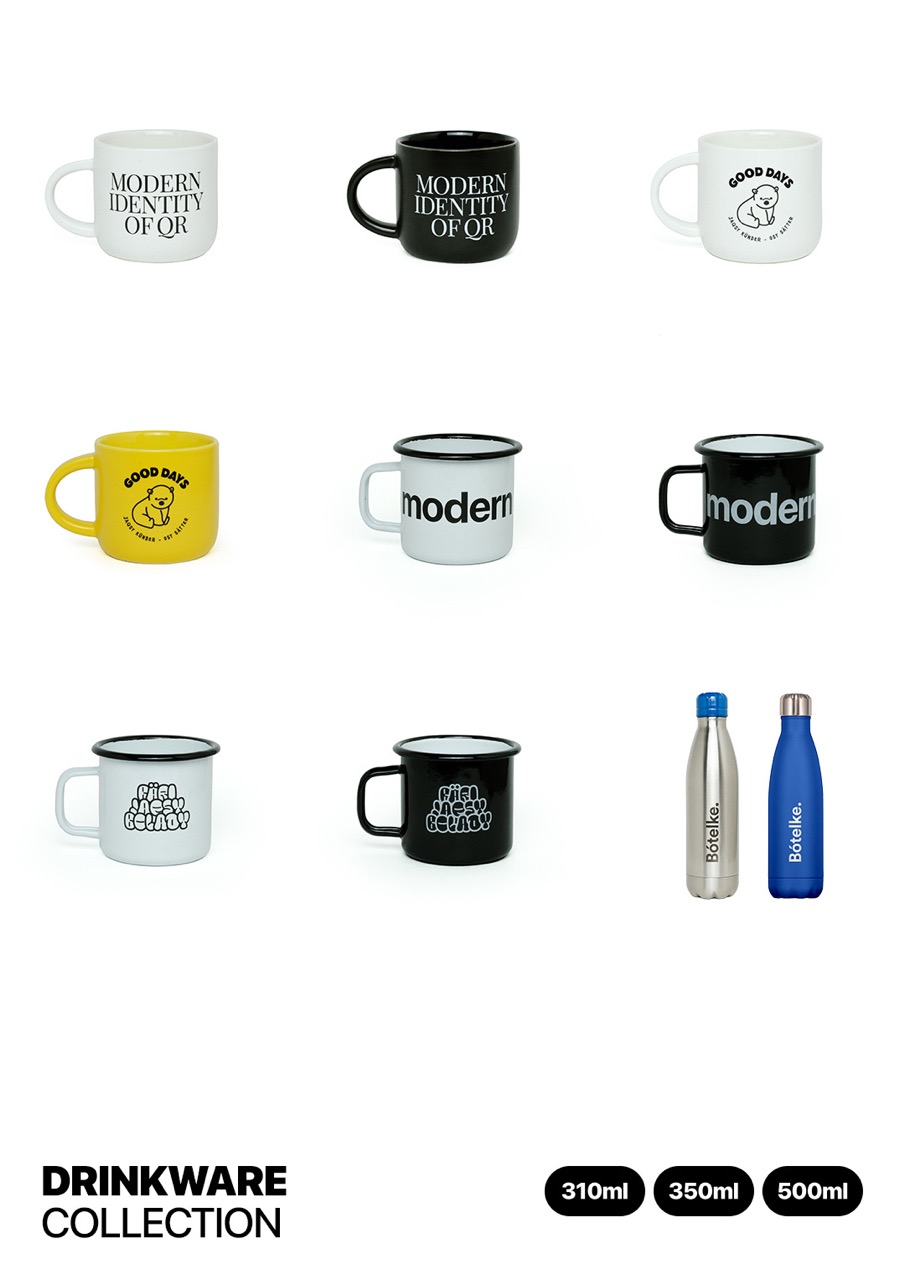 MODERN
IDENTITY
OF QR
MODERN
IDENTITY
OF QR
GOOD DAYS
GOOD DAYS
modern
modern
Bótelke.
Bótelke.
DRINKWARE
COLLECTION
310ml
350ml
500ml